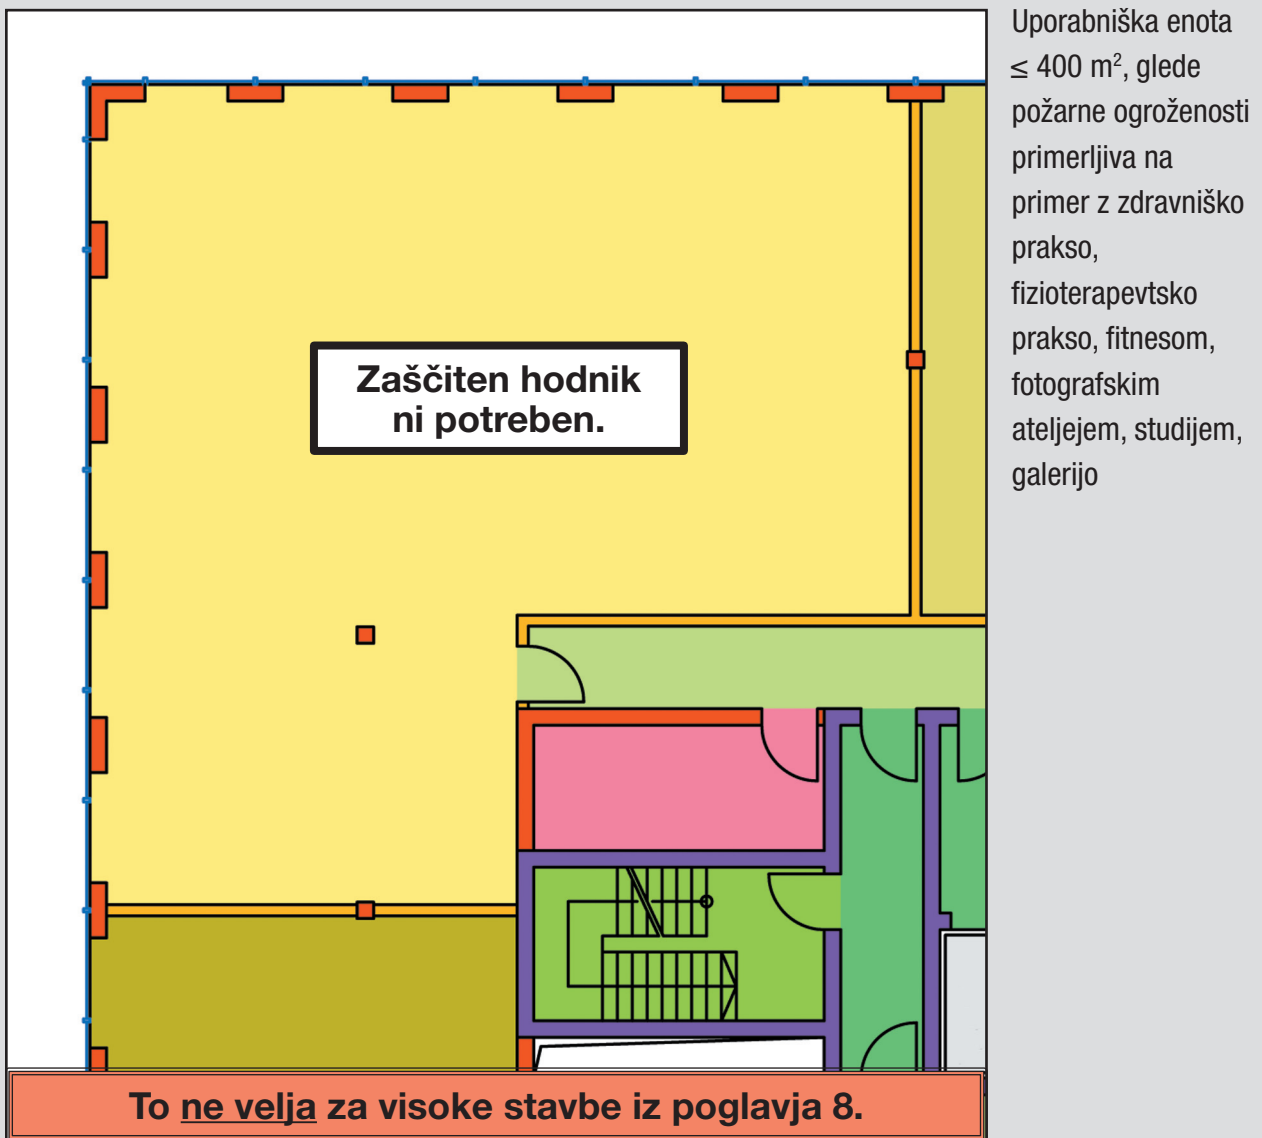 Zaščiten hodnik
ni potreben.
To ne velja za visoke stavbe iz poglavja 8.
Uporabniška enota
≤ 400 m², glede
požarne ogroženosti
primerljiva na
primer z zdravniško
prakso,
fizioterapevtsko
prakso, fitnesom,
fotografskim
ateljejem, studijem,
galerijo